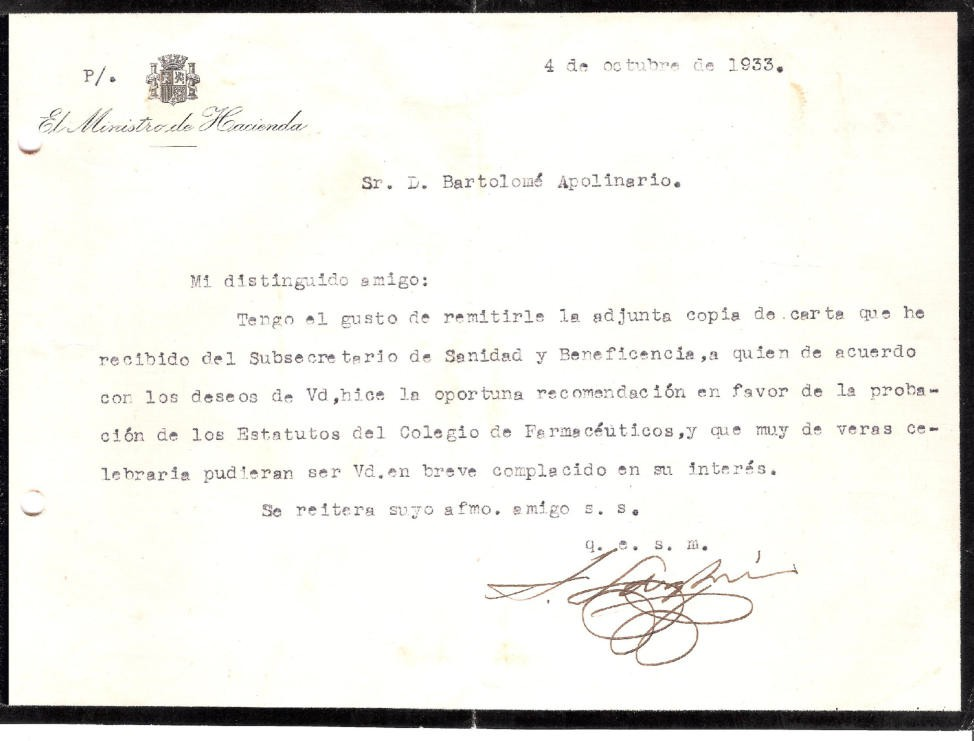 4 de octubre de 1933.
P/.
El Ministro de Hacienda
Sr. D. Bartolomé Apolinario.
Mi distinguido amigo:
Tengo el gusto de remitirle la adjunta copia de carta que he
recibido del Subsecretario de Sanidad y Beneficencia,a quien de acuerdo
con los deseos de Vd,hice la oportuna recomendación en favor de la proba-
ción de los Estatutos del Colegio de Farmacéuticos,y que muy de veras ce-
lebraria pudieran ser Vd.en breve complacido en su interés.
Se reitera suyo afmo. amigo s. s.
q. e. s. m.